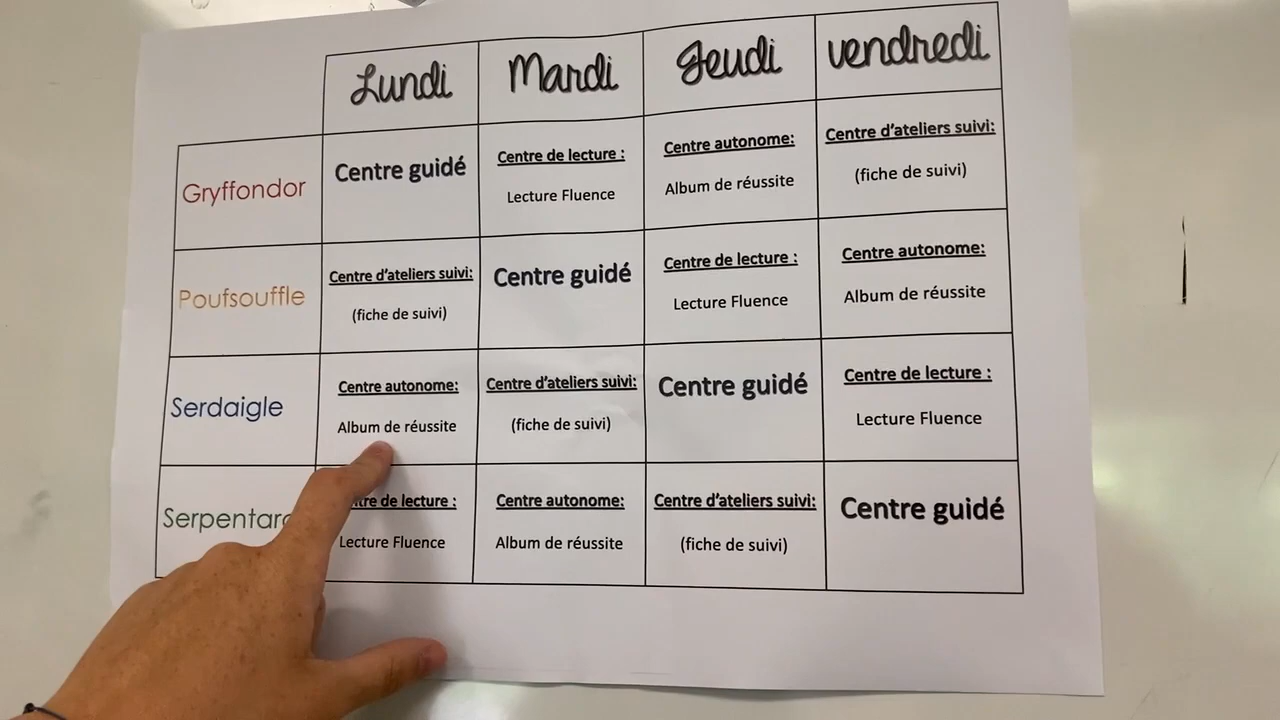 Lundi Mardi Jeudi vendredi
Gryffondor
Centre guidé
Centre de lecture :
Lecture Fluence
Centre autonome:
Album de réussite
Centre d'ateliers suivi:
(fiche de suivi)
Poufsouffle
Centre d'ateliers suivi:
(fiche de suivi)
Centre guidé
Centre de lecture :
Lecture Fluence
Centre autonome:
Album de réussite
Serdaigle
Centre autonome:
Album de réussite
Centre d'ateliers suivi:
(fiche de suivi)
Centre guidé
Centre de lecture :
Lecture Fluence
de lecture :
Lecture Fluence
Centre autonome:
Album de réussite
Centre d'ateliers suivi:
(fiche de suivi)
Centre guidé